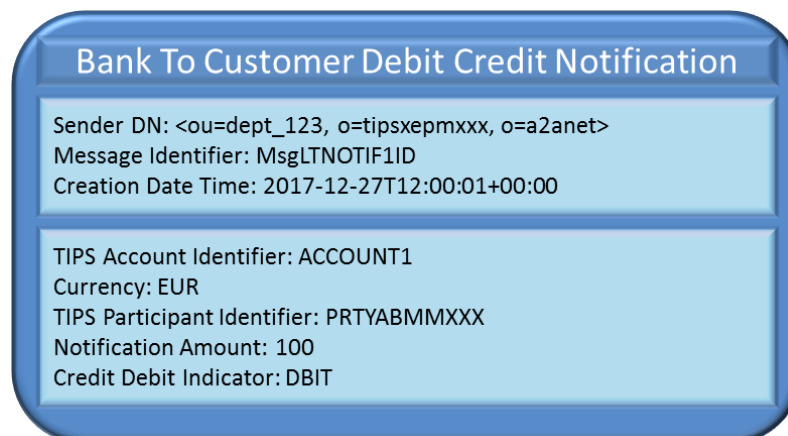 Bank To Customer Debit Credit Notification
Sender DN: <ou=dept_123, o=tipsxepmxxx, o=a2anet>
Message Identifier: MsgLTNOTIF1ID
Creation Date Time: 2017-12-27T12:00:01+00:00
TIPS Account Identifier: ACCOUNT1
Currency: EUR
TIPS Participant Identifier: PRTYABMMXXX
Notification Amount: 100
Credit Debit Indicator: DBIT